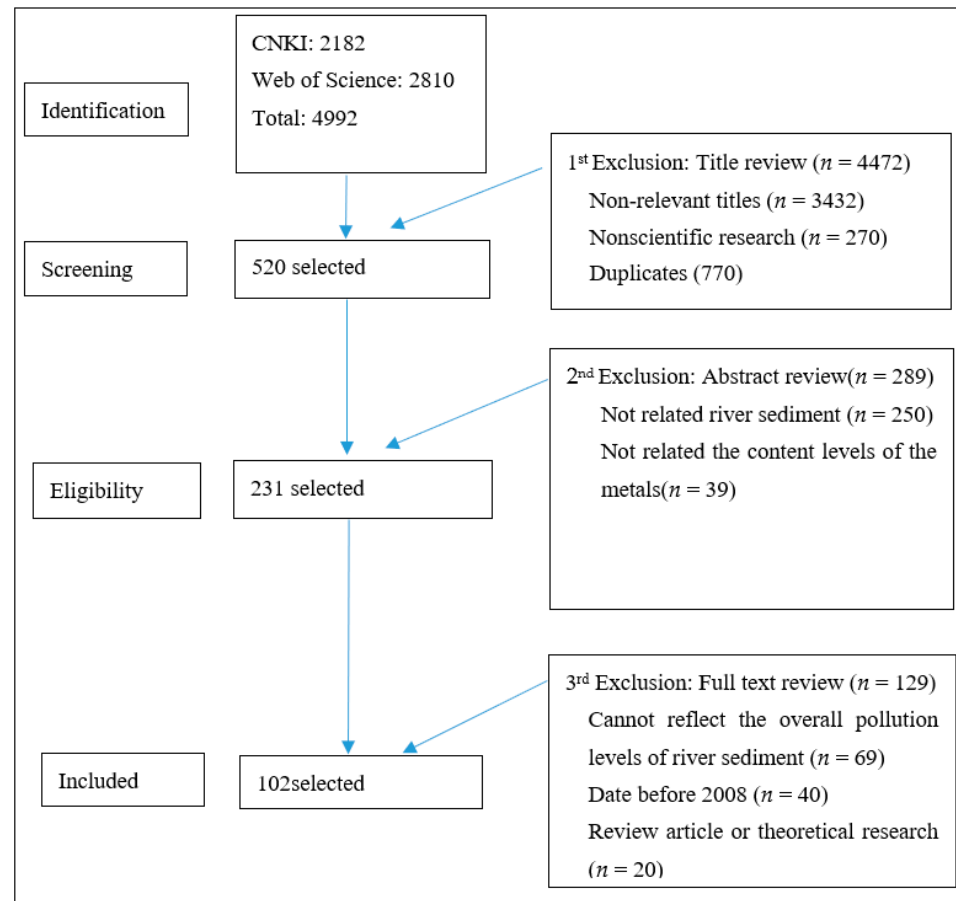 CNKI: 2182
Web of Science: 2810
Total: 4992
Identification
1st Exclusion: Title review (n = 4472)
Non-relevant titles (n = 3432)
Nonscientific research (n = 270)
Duplicates (770)
Screening
520 selected
2nd Exclusion: Abstract review(n = 289)
Not related river sediment (n = 250)
Not related the content levels of the
metals(n = 39)
Eligibility
231 selected
3rd Exclusion: Full text review (n = 129)
Cannot reflect the overall pollution
levels of river sediment (n = 69)
Date before 2008 (n = 40)
Review article or theoretical research
(n = 20)
Included
102selected